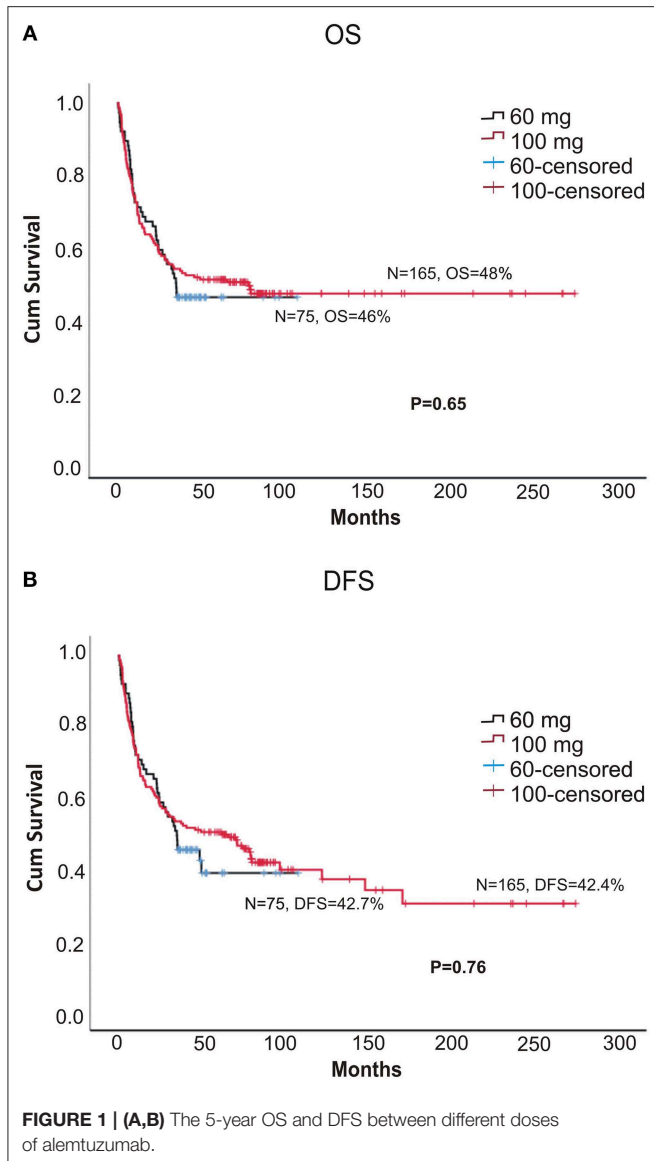 A
OS
1.0
0.8
0.6
0.4
0.2
0.0
Cum Survival
60 mg
100 mg
60-censored
100-censored
N=165, OS=48%
N=75, OS=46%
P=0.65
0 50 100 150 200 250 300
Months
B
DFS
1.0
0.8
0.6
0.4
0.2
0.0
Cum Survival
60 mg
100 mg
60-censored
100-censored
N=165, DFS=42.4%
N=75, DFS=42.7%
P=0.76
0 50 100 150 200 250 300
Months
FIGURE 1 | (A,B) The 5-year OS and DFS between different doses
of alemtuzumab.